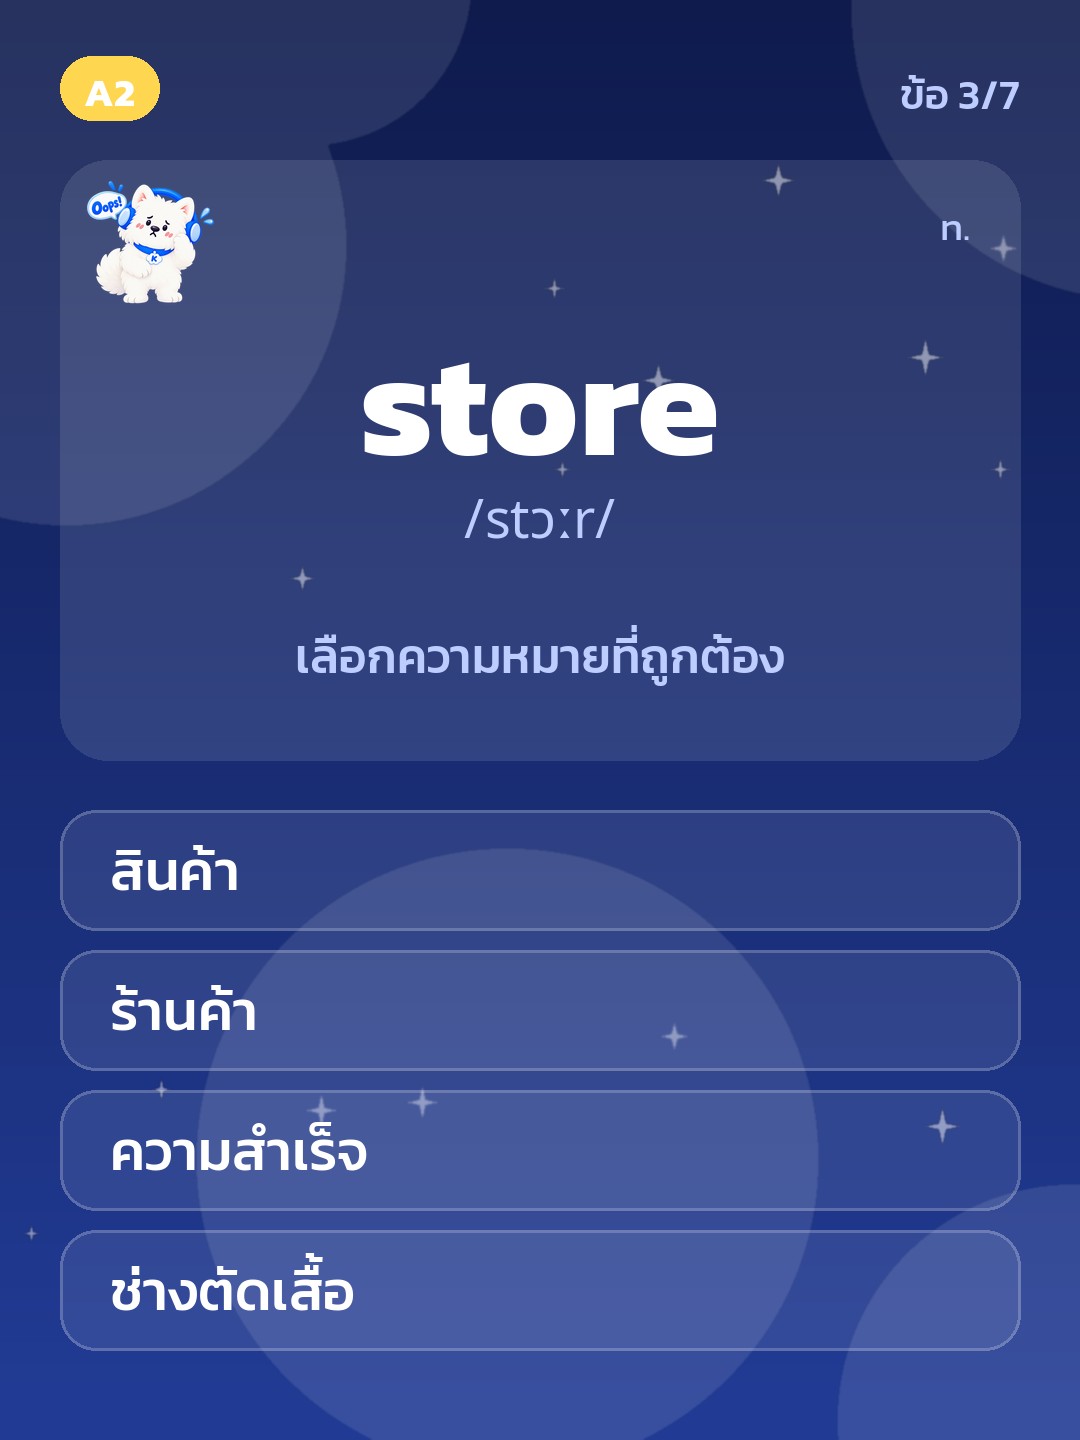 A2
ข้อ 3/7
Oops!
n.
K
store
/stɔːr/
เลือกความหมายที่ถูกต้อง
สินค้า
ร้านค้า
ความสำเร็จ
ช่างตัดเสื้อ